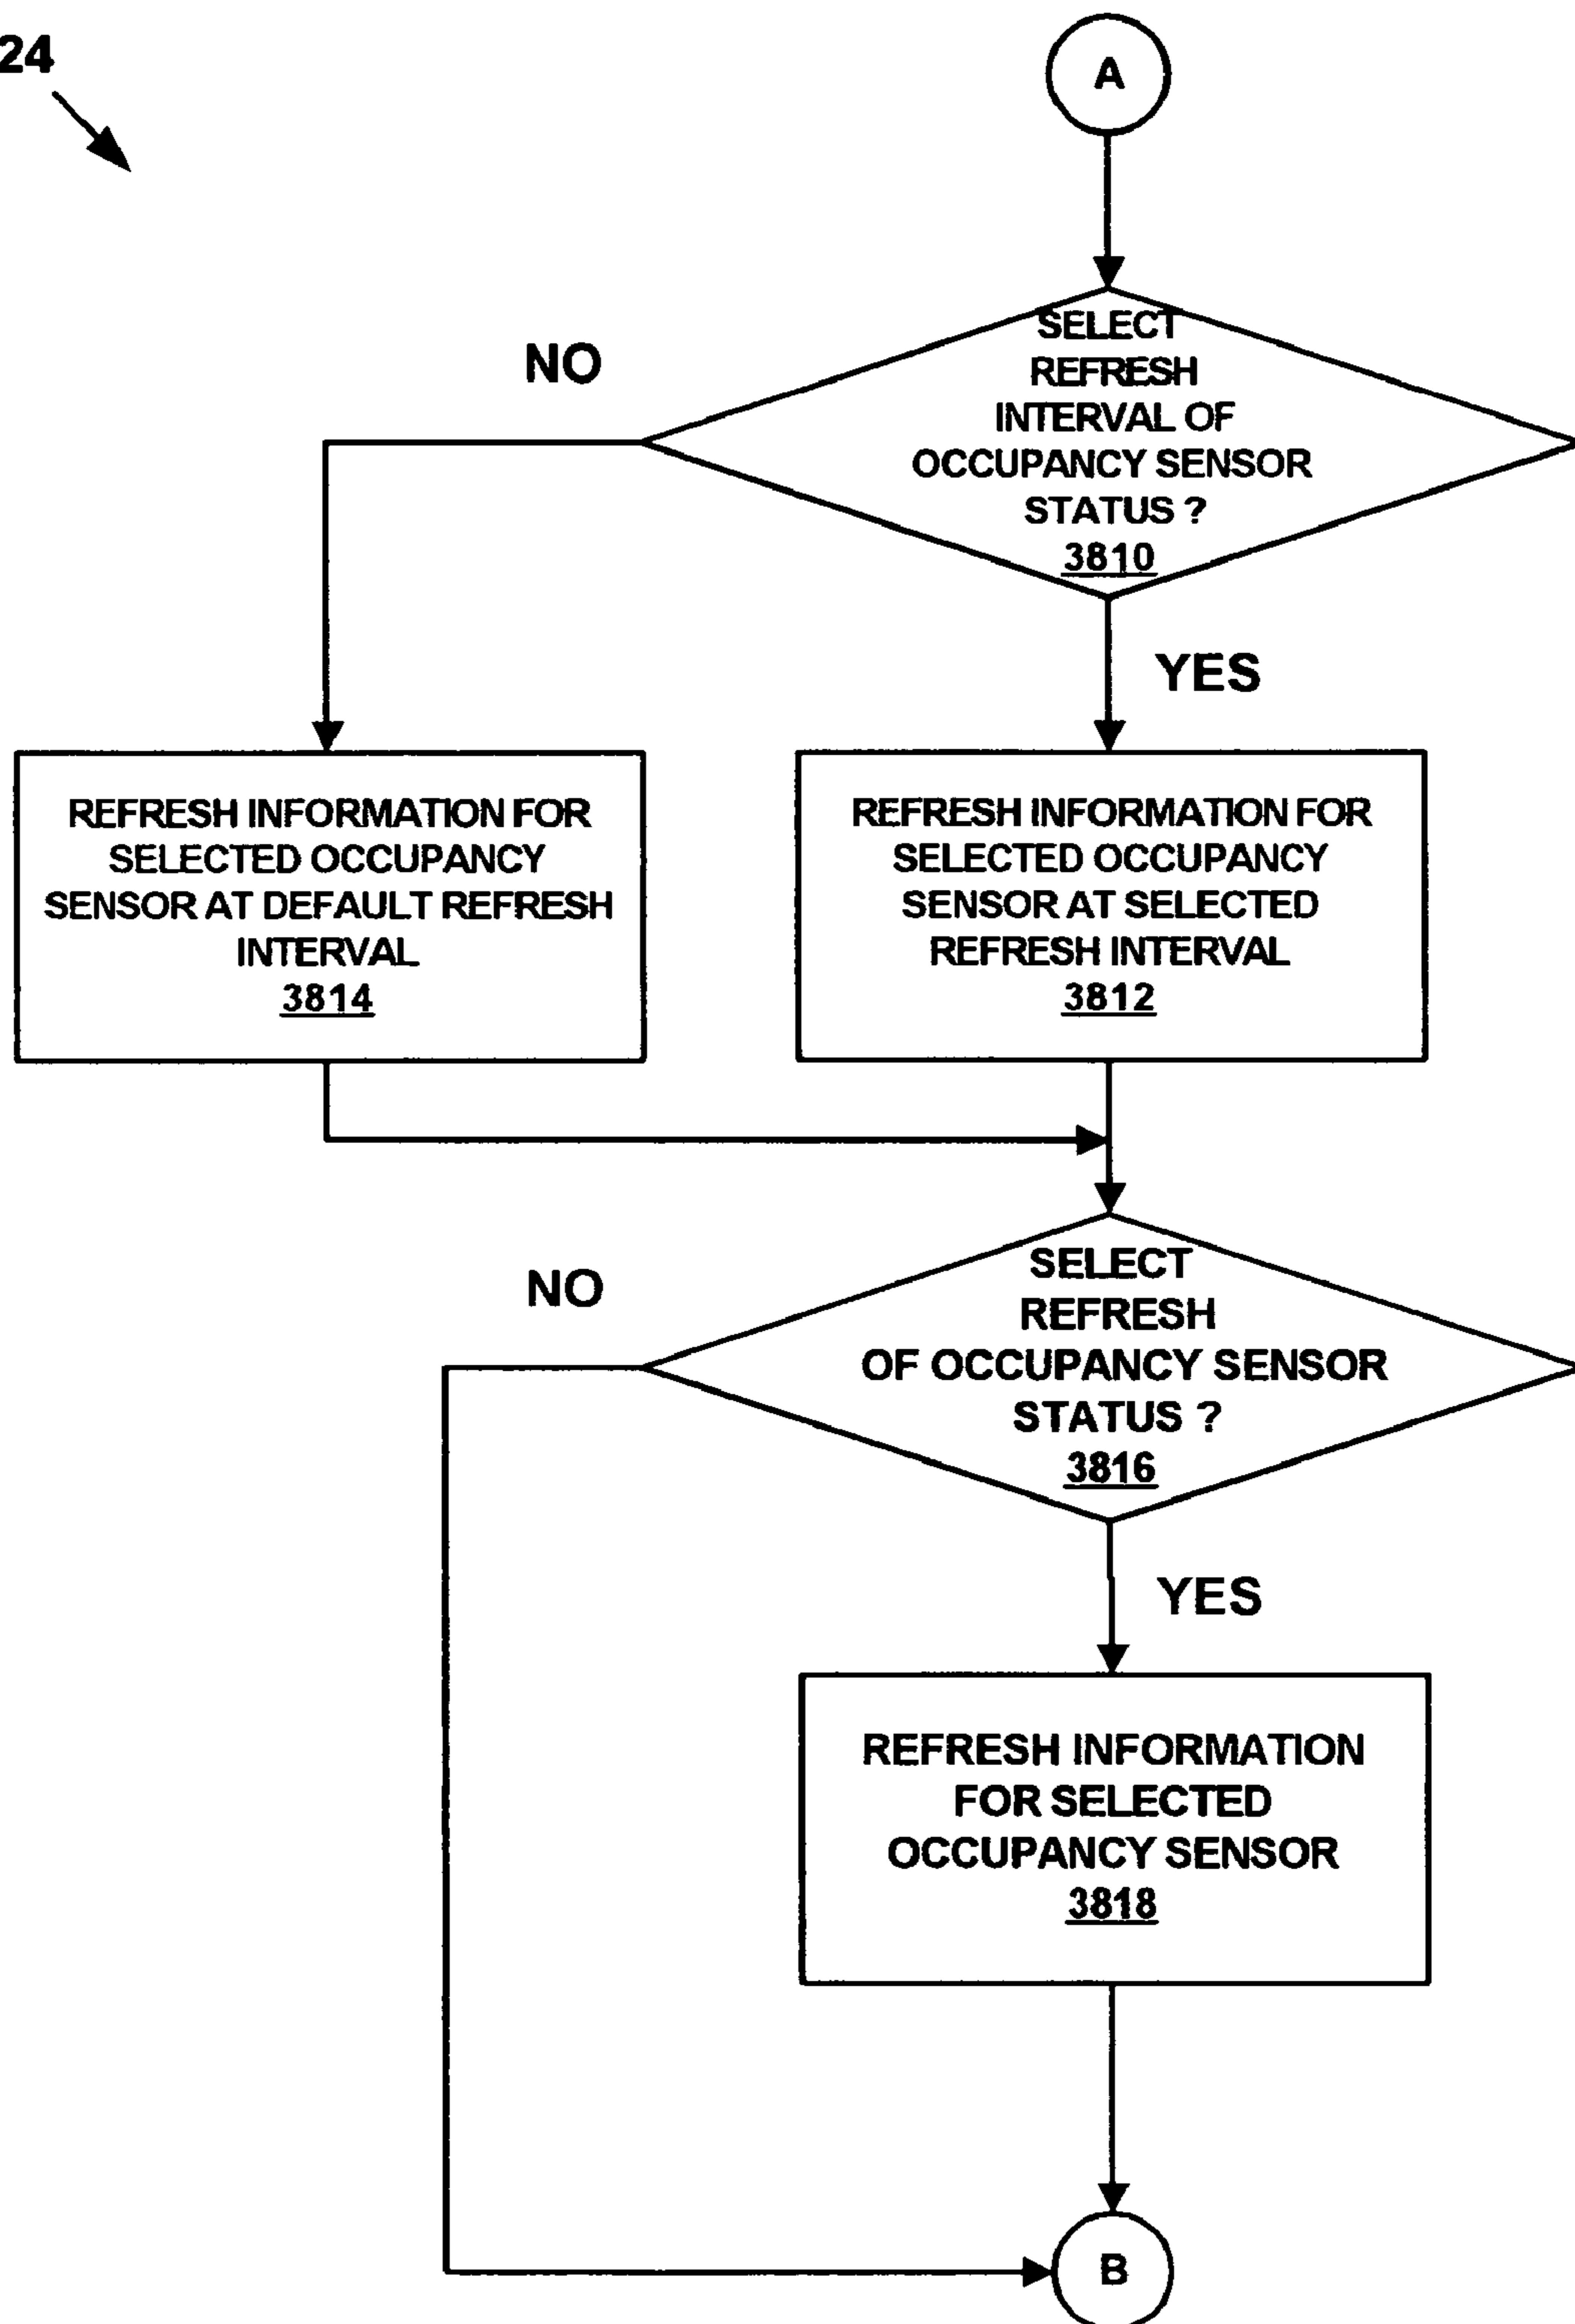 24
A
SELECT
REFRESH
INTERVAL OF
OCCUPANCY SENSOR
STATUS ?
3810
NO
YES
REFRESH INFORMATION FOR
SELECTED OCCUPANCY
SENSOR AT DEFAULT REFRESH
INTERVAL
3814
REFRESH INFORMATION FOR
SELECTED OCCUPANCY
SENSOR AT SELECTED
REFRESH INTERVAL
3812
SELECT
REFRESH
OF OCCUPANCY SENSOR
STATUS ?
3816
NO
YES
REFRESH INFORMATION
FOR SELECTED
OCCUPANCY SENSOR
3818
B